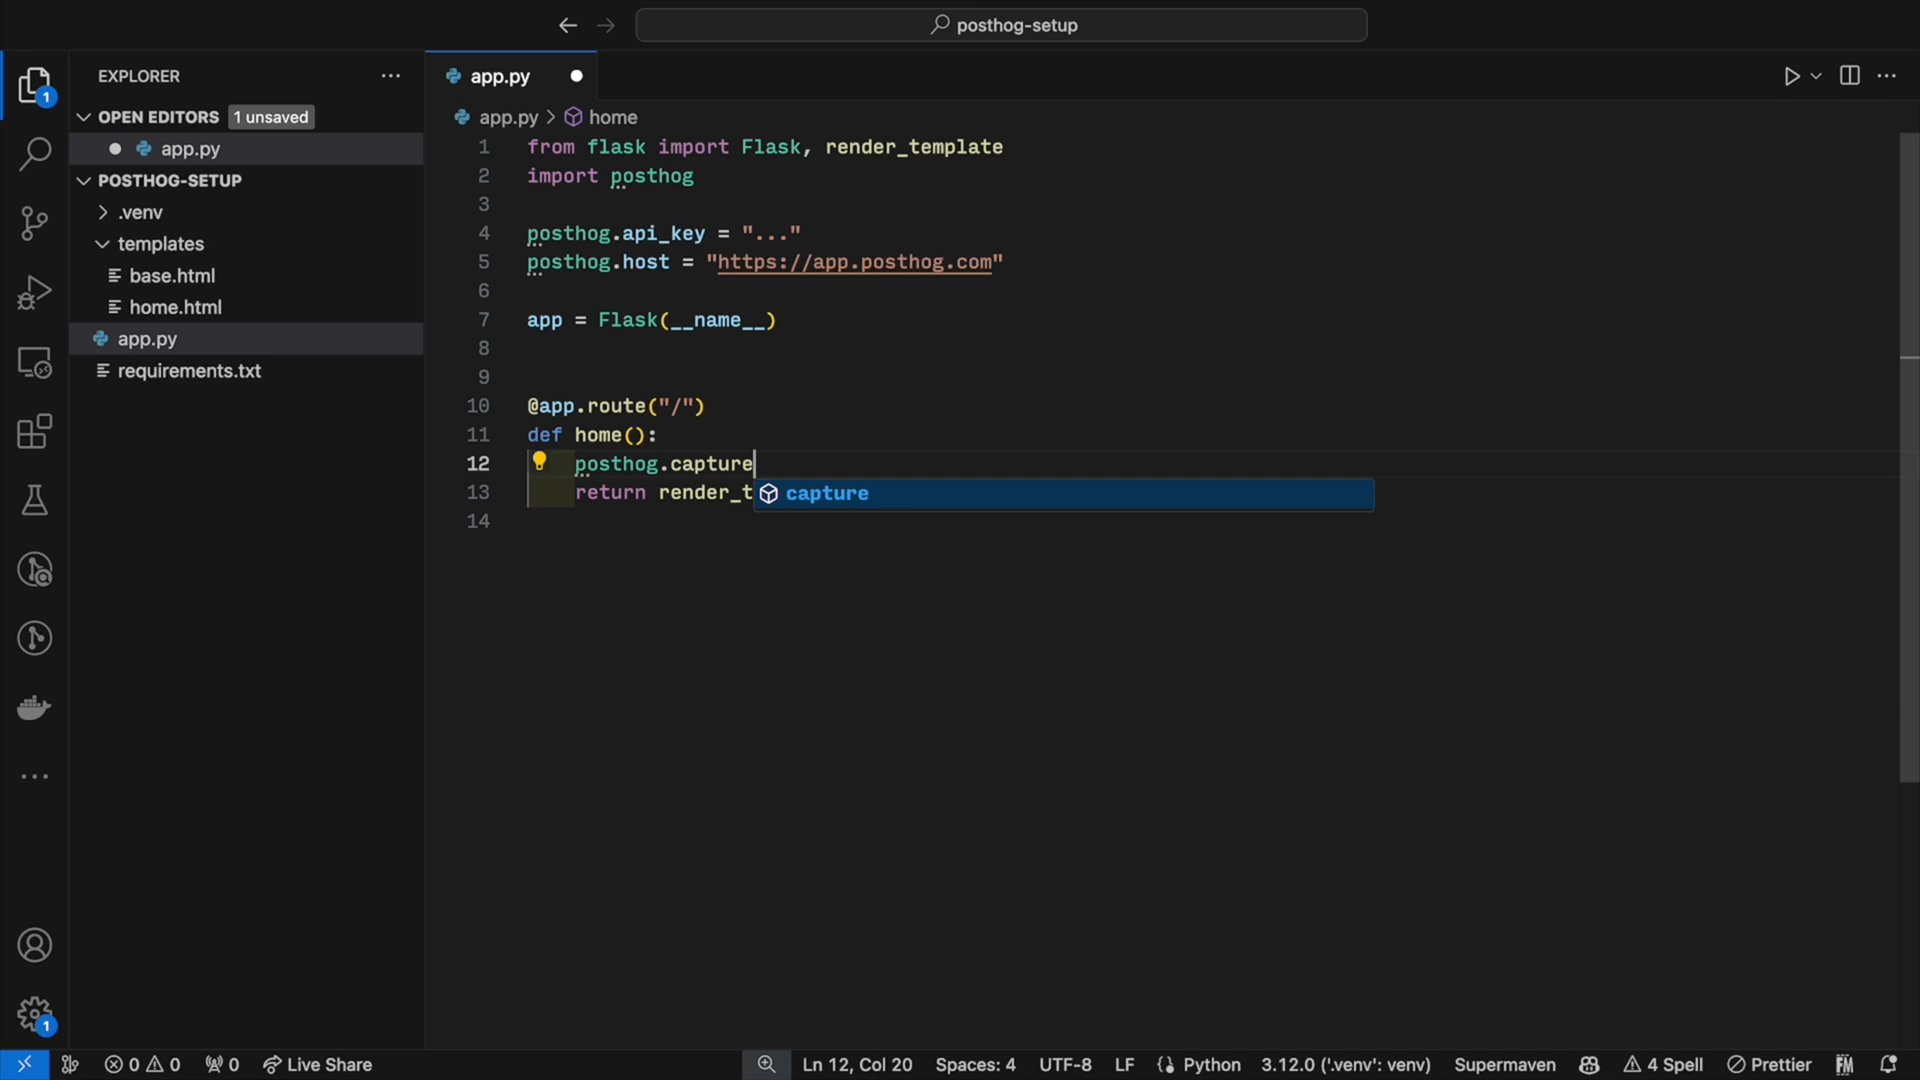 posthog-setup
EXPLORER
OPEN EDITORS 1 unsaved
app.py
POSTHOG-SETUP
.venv
templates
base.html
home.html
app.py
requirements.txt
1
app.py
app.py > home
1 from flask import Flask, render_template
2 import posthog
3
4 posthog.api_key = "..."
5 posthog.host = "https://app.posthog.com"
6
7 app = Flask(__name__)
8
9
10 @app.route("/")
11 def home():
12 posthog.capture
13 return render_t
capture
14
1
0 0 0 Live Share Ln 12, Col 20 Spaces: 4 UTF-8 LF {} Python 3.12.0 ('.venv': venv) Supermaven 4 Spell Prettier